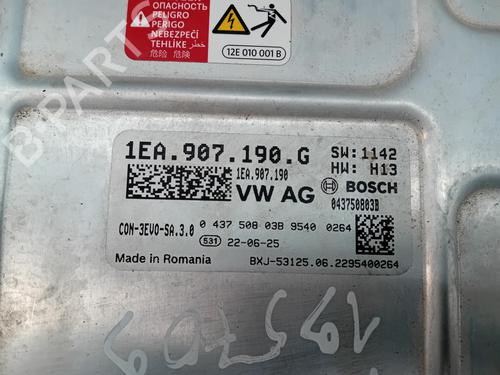 ОПАСНОСТЬ
PELIGRO
PERIGO
NEBEZPEČÍ
TEHLİKE خطر
危险 危険
12E 010 001 B
1EA.907.190.G
SW:1142
HW: H13
1EA.907.190
VW AG
BOSCH
043750803B
CON-3EVO-SA.3.0
0 437 508 03B 9540 0264
531 22-06-25
Made in Romania
BXJ-53125.06.2295400264
B-Parts